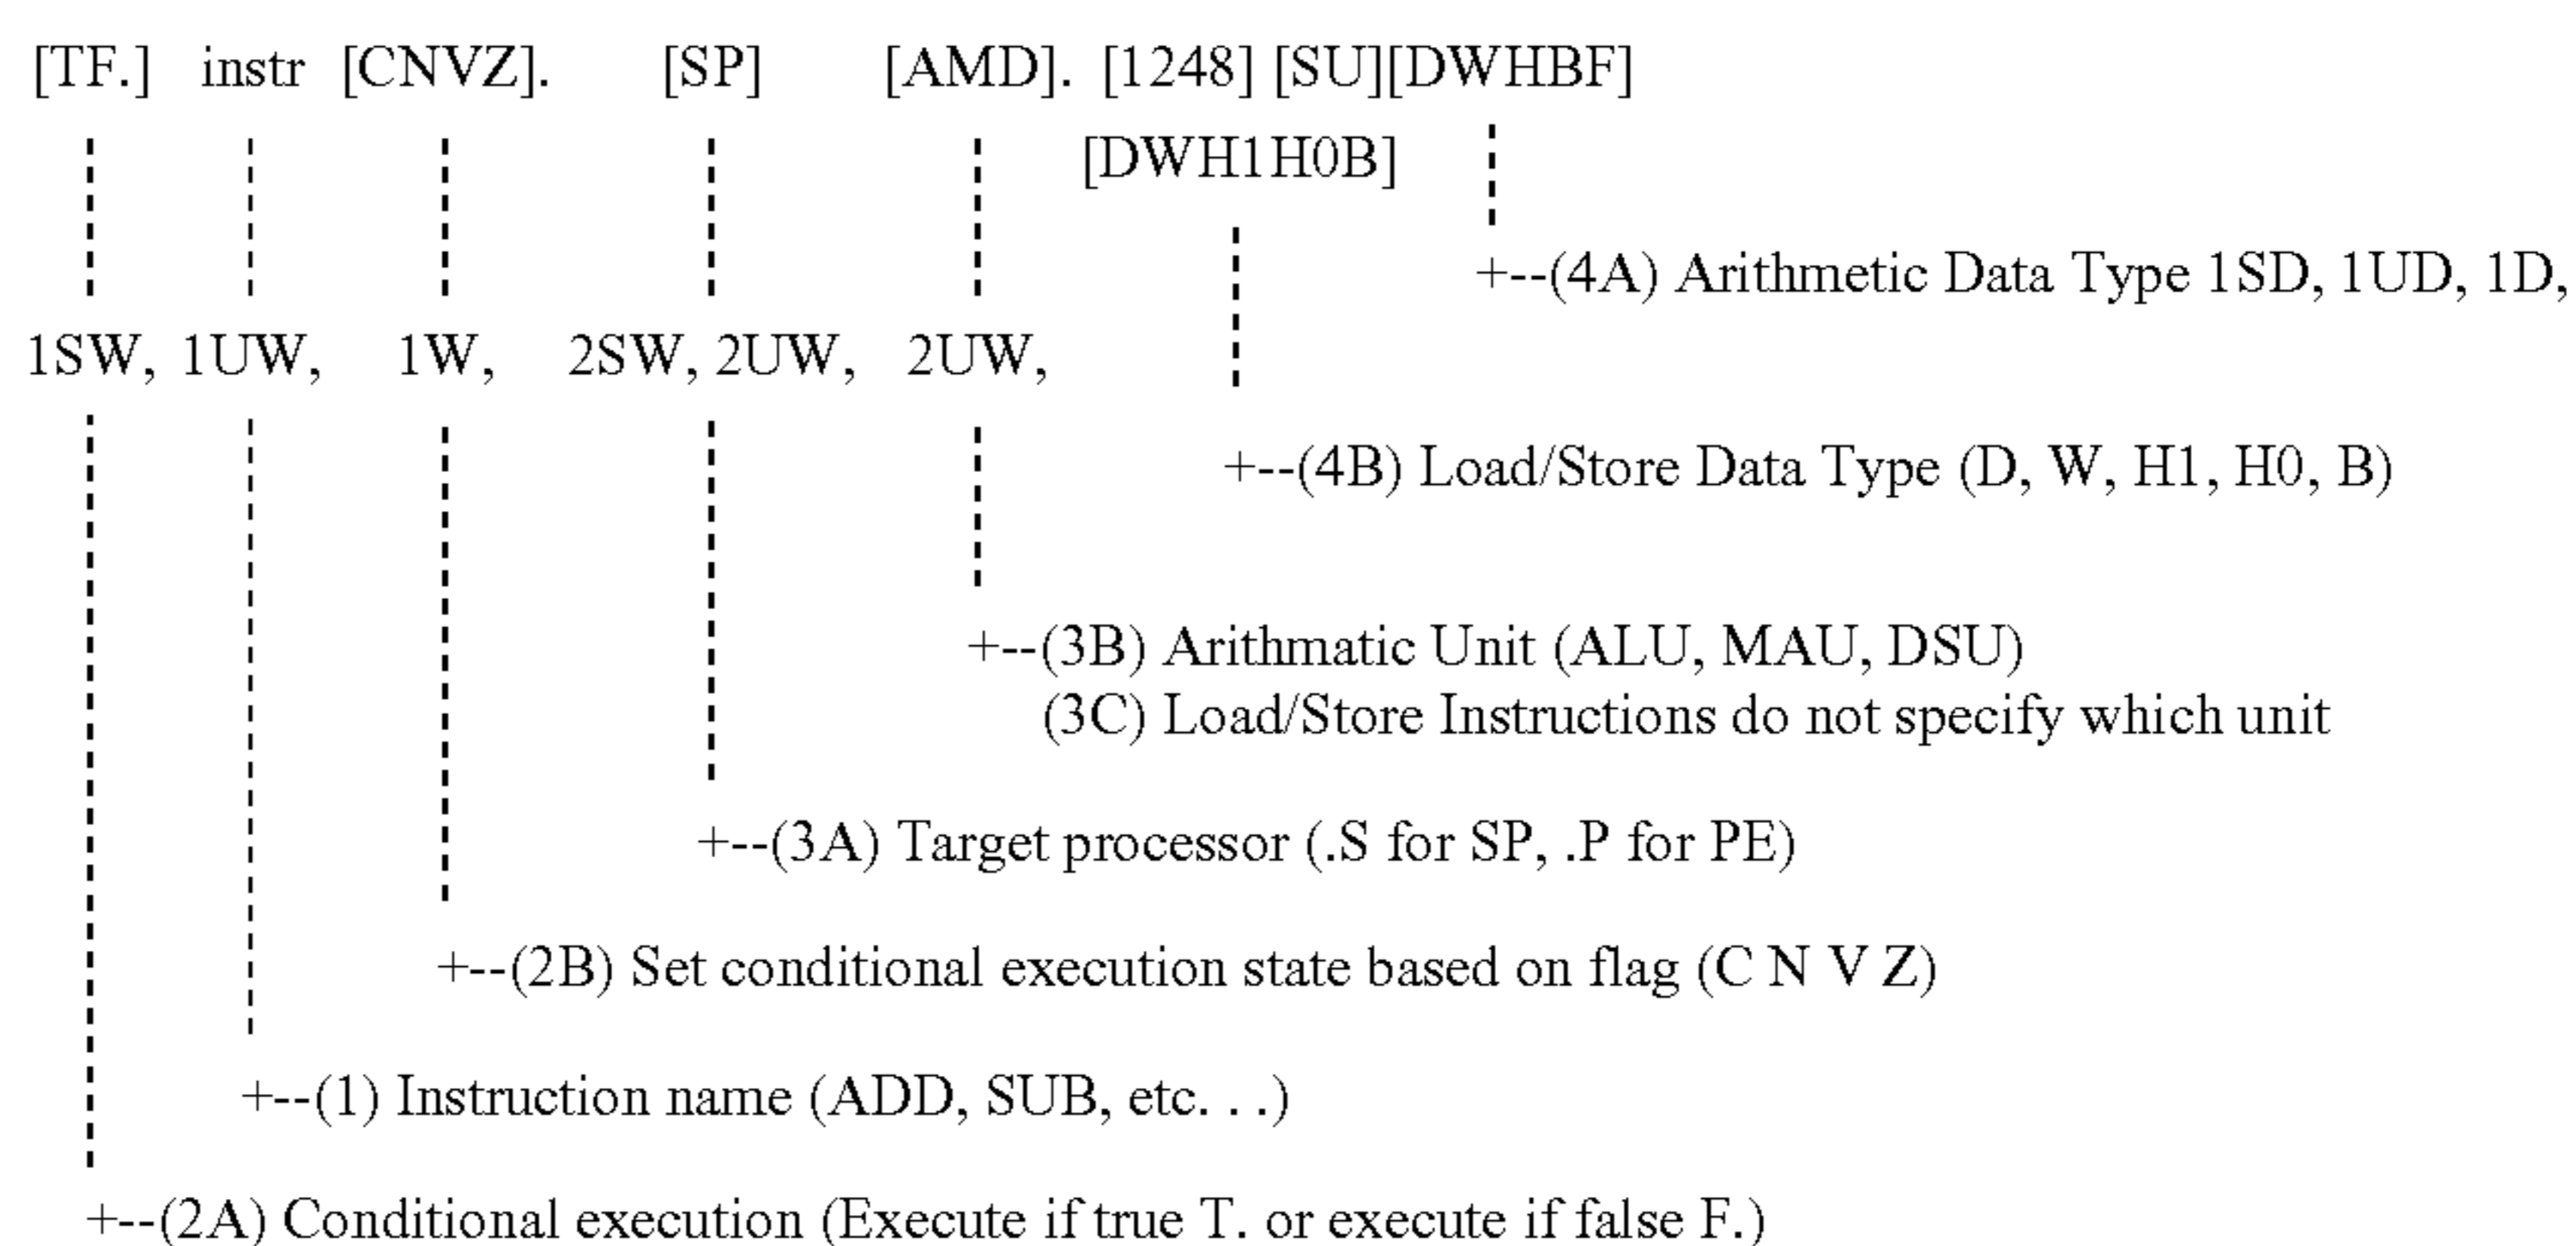 [TF.] instr [CNVZ]. [SP] [AMD]. [1248] [SU][DWHBF]
[DWH1H0B]
+--(4A) Arithmetic Data Type 1SD, 1UD, 1D,
1SW, 1UW, 1W, 2SW, 2UW, 2UW,
+--(4B) Load/Store Data Type (D, W, H1, H0, B)
+--(3B) Arithmatic Unit (ALU, MAU, DSU)
(3C) Load/Store Instructions do not specify which unit
+--(3A) Target processor (.S for SP, .P for PE)
+--(2B) Set conditional execution state based on flag (C N V Z)
+--(1) Instruction name (ADD, SUB, etc. . .)
+--(2A) Conditional execution (Execute if true T. or execute if false F.)